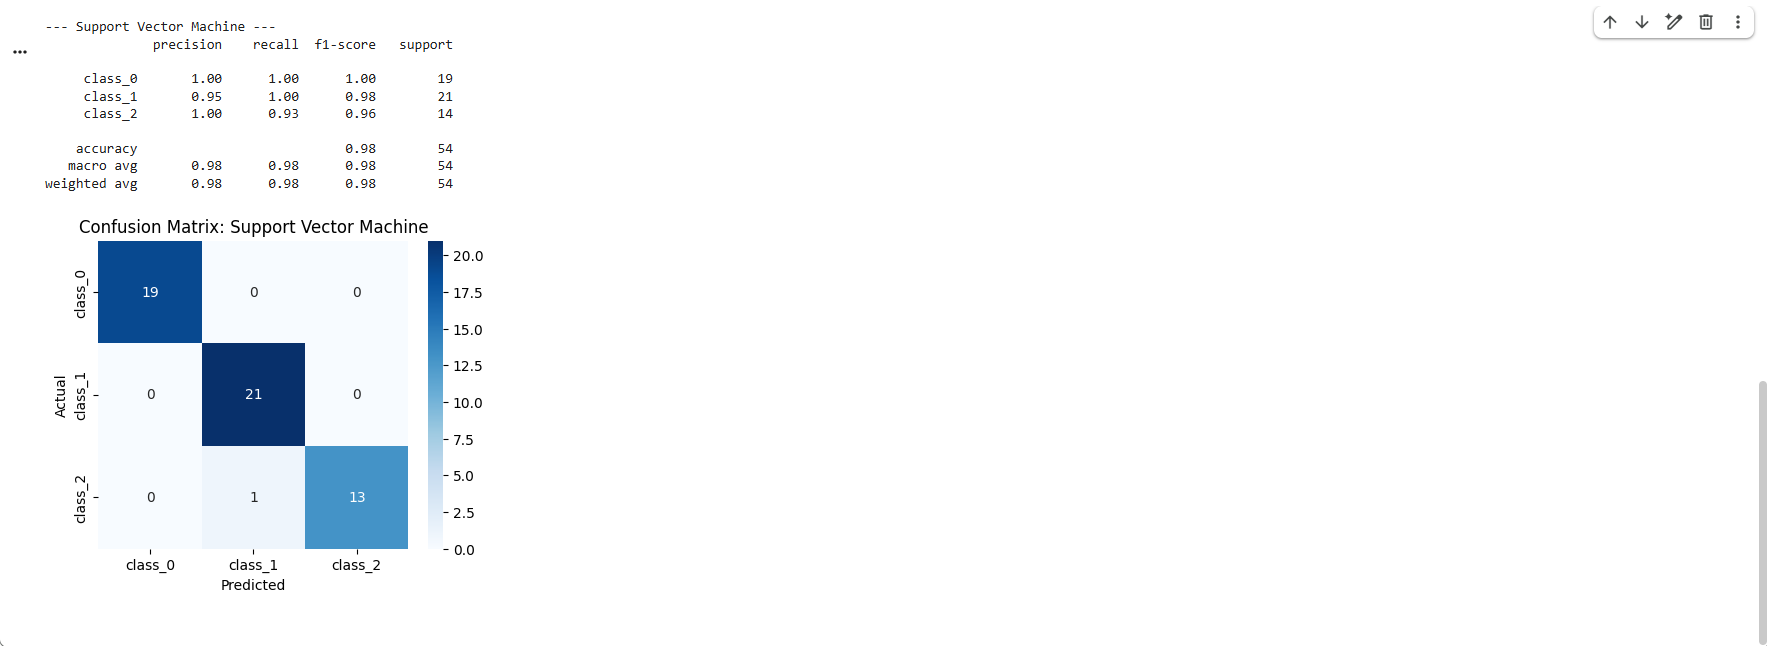 --- Support Vector Machine ---
precision recall f1-score support
class_0 1.00 1.00 1.00 19
class_1 0.95 1.00 0.98 21
class_2 1.00 0.93 0.96 14
accuracy 0.98 54
macro avg 0.98 0.98 0.98 54
weighted avg 0.98 0.98 0.98 54
Confusion Matrix: Support Vector Machine
20.0
17.5
15.0
12.5
10.0
7.5
5.0
2.5
0.0
Actual
class_0
19 0 0
class_1
0 21 0
class_2
0 1 13
class_0 class_1 class_2
Predicted